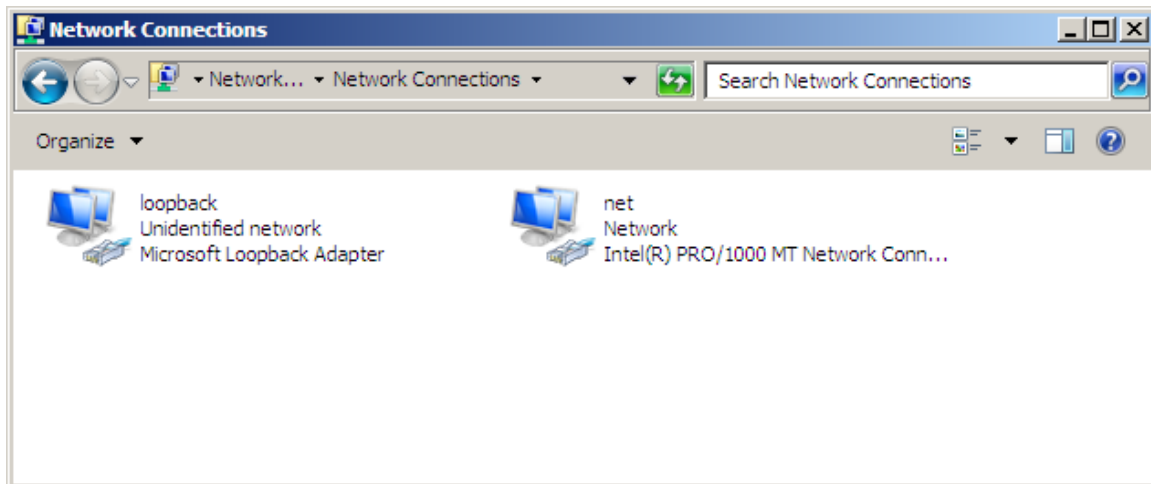 Network Connections
Network... Network Connections
Search Network Connections
Organize
loopback
Unidentified network
Microsoft Loopback Adapter
net
Network
Intel(R) PRO/1000 MT Network Conn...